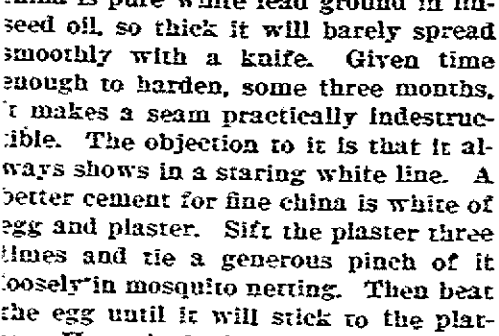 china is pure white lead ground in lin-
seed oil, so thick it will barely spread
smoothly with a knife. Given time
enough to harden, some three months,
it makes a seam practically indestruc-
tible. The objection to it is that it al-
ways shows in a staring white line. A
better cement for fine china is white of
egg and plaster. Sift the plaster three
times and tie a generous pinch of it
loosely in mosquito netting. Then beat
the egg until it will stick to the plat-